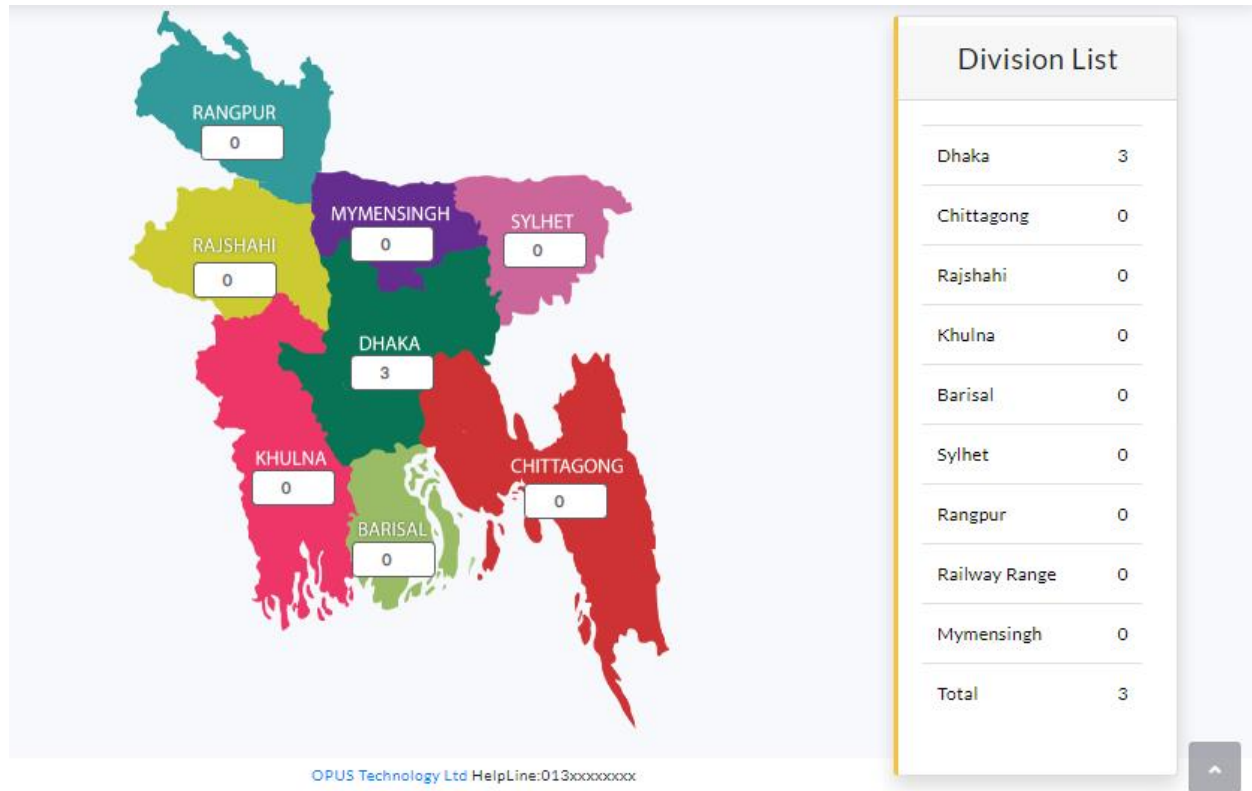 RANGPUR
0
MYMENSINGH
0
SYLHET
0
RAJSHAHI
0
DHAKA
3
KHULNA
0
CHITTAGONG
0
BARISAL
0
Division List
Dhaka 3
Chittagong 0
Rajshahi 0
Khulna 0
Barisal 0
Sylhet 0
Rangpur 0
Railway Range 0
Mymensingh 0
Total 3
OPUS Technology Ltd HelpLine:013xxxxxxxx